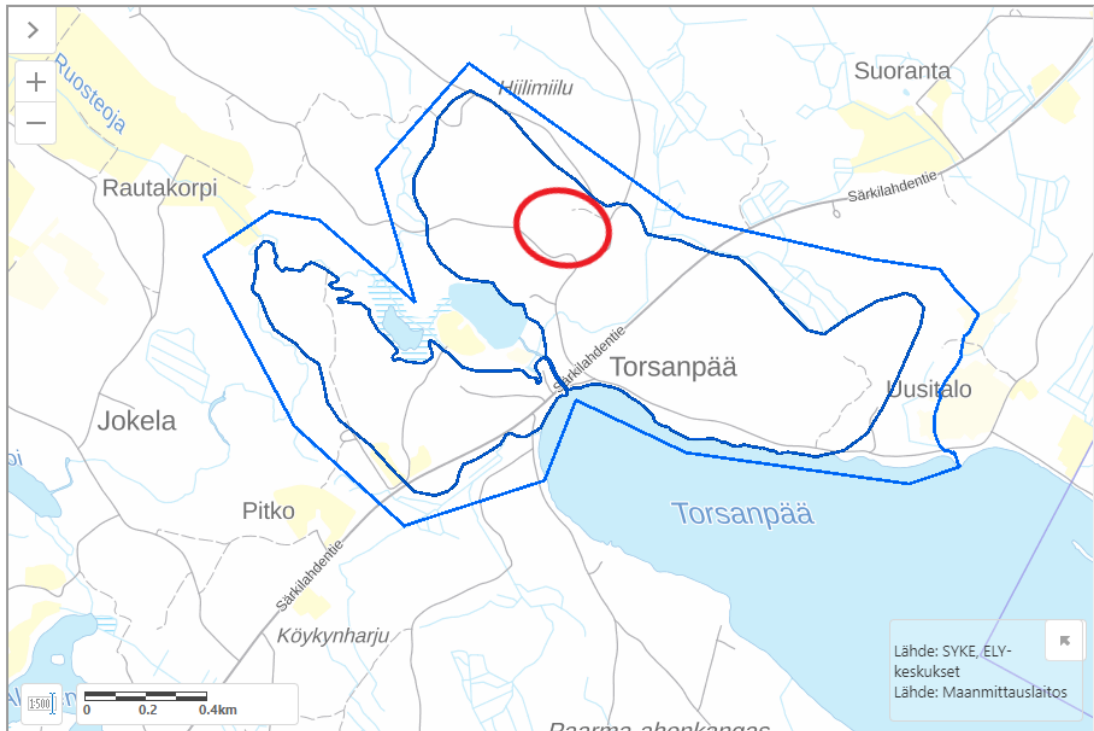 Hiilimiilu
Suoranta
Ruosteoja
Rautakorpi
Särkilahdentie
Särkilahdentie
Torsanpää
Uusitalo
Jokela
Pitko
Torsanpää
Särkilahdentie
Köykynharju
Lähde: SYKE, ELY-
keskukset
Lähde: Maanmittauslaitos
1:500
0 0.2 0.4km